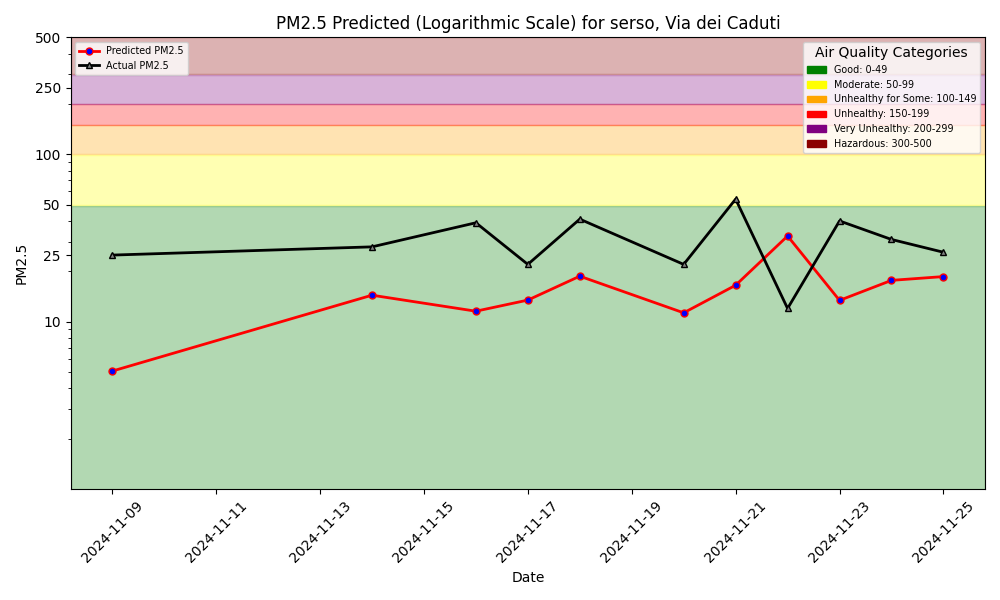 PM2.5 Predicted (Logarithmic Scale) for serso, Via dei Caduti
Predicted PM2.5
Actual PM2.5
Air Quality Categories
Good: 0-49
Moderate: 50-99
Unhealthy for Some: 100-149
Unhealthy: 150-199
Very Unhealthy: 200-299
Hazardous: 300-500
500
250
100
50
25
10
PM2.5
2024-11-09
2024-11-11
2024-11-13
2024-11-15
2024-11-17
2024-11-19
2024-11-21
2024-11-23
2024-11-25
Date